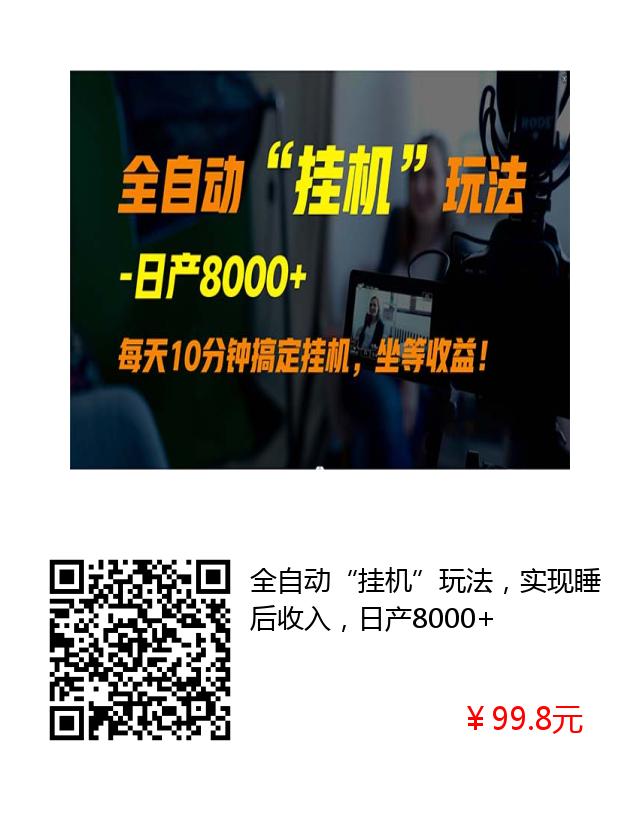 全自动“挂机”玩法
-日产8000+
每天10分钟搞定挂机，坐等收益！
RODE
全自动“挂机”玩法，实现睡
后收入，日产8000+
￥99.8元